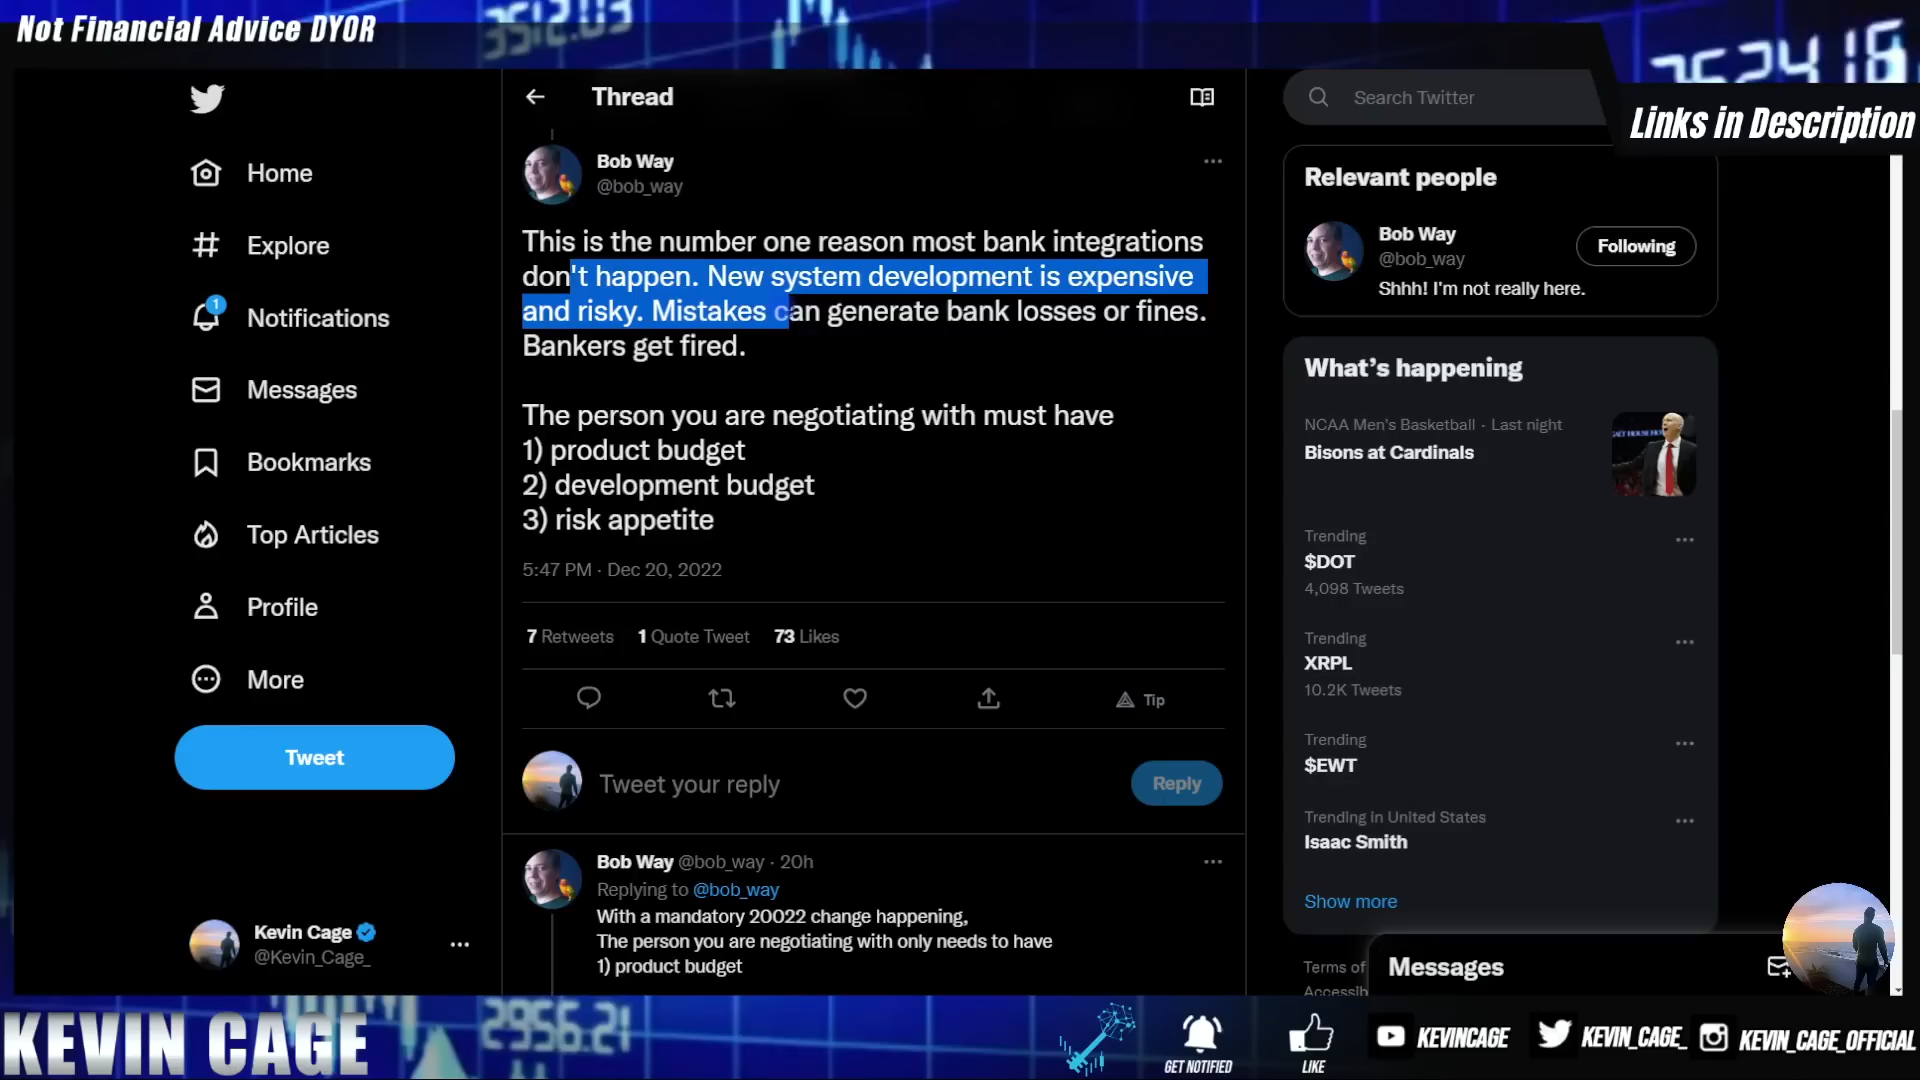 Not Financial Advice DYOR
3512.03
Links in Description
Home
Explore
1
Notifications
Messages
Bookmarks
Top Articles
Profile
More
Tweet
Kevin Cage
@Kevin_Cage_
Thread
Bob Way
@bob_way
This is the number one reason most bank integrations
don't happen. New system development is expensive
and risky. Mistakes can generate bank losses or fines.
Bankers get fired.
The person you are negotiating with must have
1) product budget
2) development budget
3) risk appetite
5:47 PM · Dec 20, 2022
7 Retweets 1 Quote Tweet 73 Likes
Tip
Tweet your reply
Reply
Bob Way @bob_way · 20h
Replying to @bob_way
With a mandatory 20022 change happening,
The person you are negotiating with only needs to have
1) product budget
Search Twitter
Relevant people
Bob Way
@bob_way
Following
Shhh! I'm not really here.
What's happening
NCAA Men's Basketball · Last night
Bisons at Cardinals
Trending
$DOT
4,098 Tweets
Trending
XRPL
10.2K Tweets
Trending
$EWT
Trending in United States
Isaac Smith
Show more
Terms of
Accessib
Messages
KEVIN CAGE
2956.21
GET NOTIFIED
LIKE
KEVINCAGE
KEVIN_CAGE_
KEVIN_CAGE_OFFICIAL